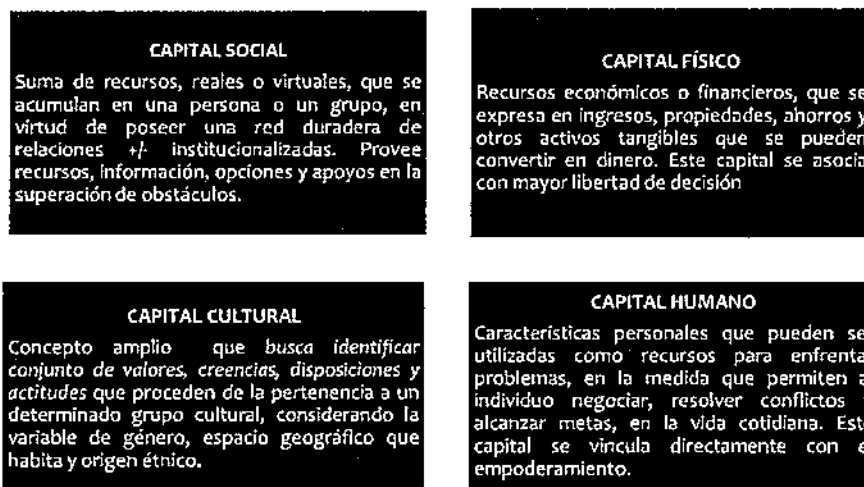 CAPITAL SOCIAL
Suma de recursos, reales o virtuales, que se
acumulan en una persona o un grupo, en
virtud de poseer una red duradera de
relaciones +/- institucionalizadas. Provee
recursos, información, opciones y apoyos en la
superación de obstáculos.
CAPITAL FÍSICO
Recursos económicos o financieros, que se
expresa en ingresos, propiedades, ahorros y
otros activos tangibles que se pueden
convertir en dinero. Este capital se asocia
con mayor libertad de decisión
CAPITAL CULTURAL
Concepto amplio que busca identificar
conjunto de valores, creencias, disposiciones y
actitudes que proceden de la pertenencia a un
determinado grupo cultural, considerando la
variable de género, espacio geográfico que
habita y origen étnico.
CAPITAL HUMANO
Características personales que pueden se
utilizadas como recursos para enfrenta
problemas, en la medida que permiten a
individuo negociar, resolver conflictos
alcanzar metas, en la vida cotidiana. Est
capital se vincula directamente con e
empoderamiento.